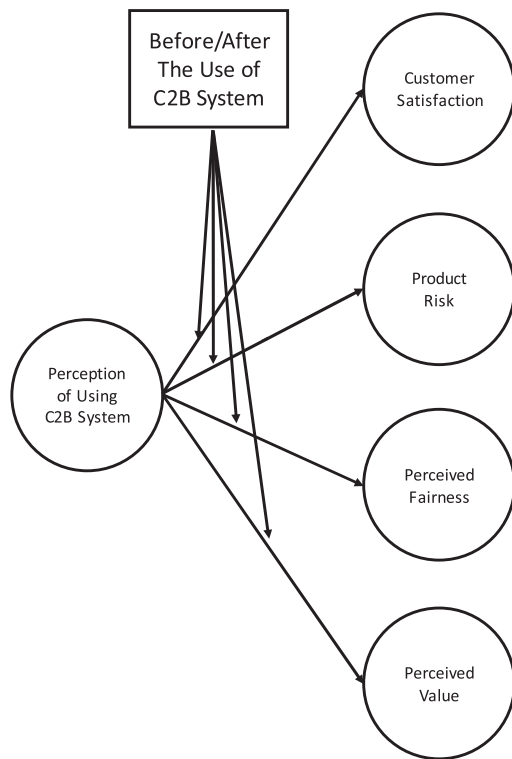 Before/After
The Use of
C2B System
Customer
Satisfaction
Product
Risk
Perception
of Using
C2B System
Perceived
Fairness
Perceived
Value